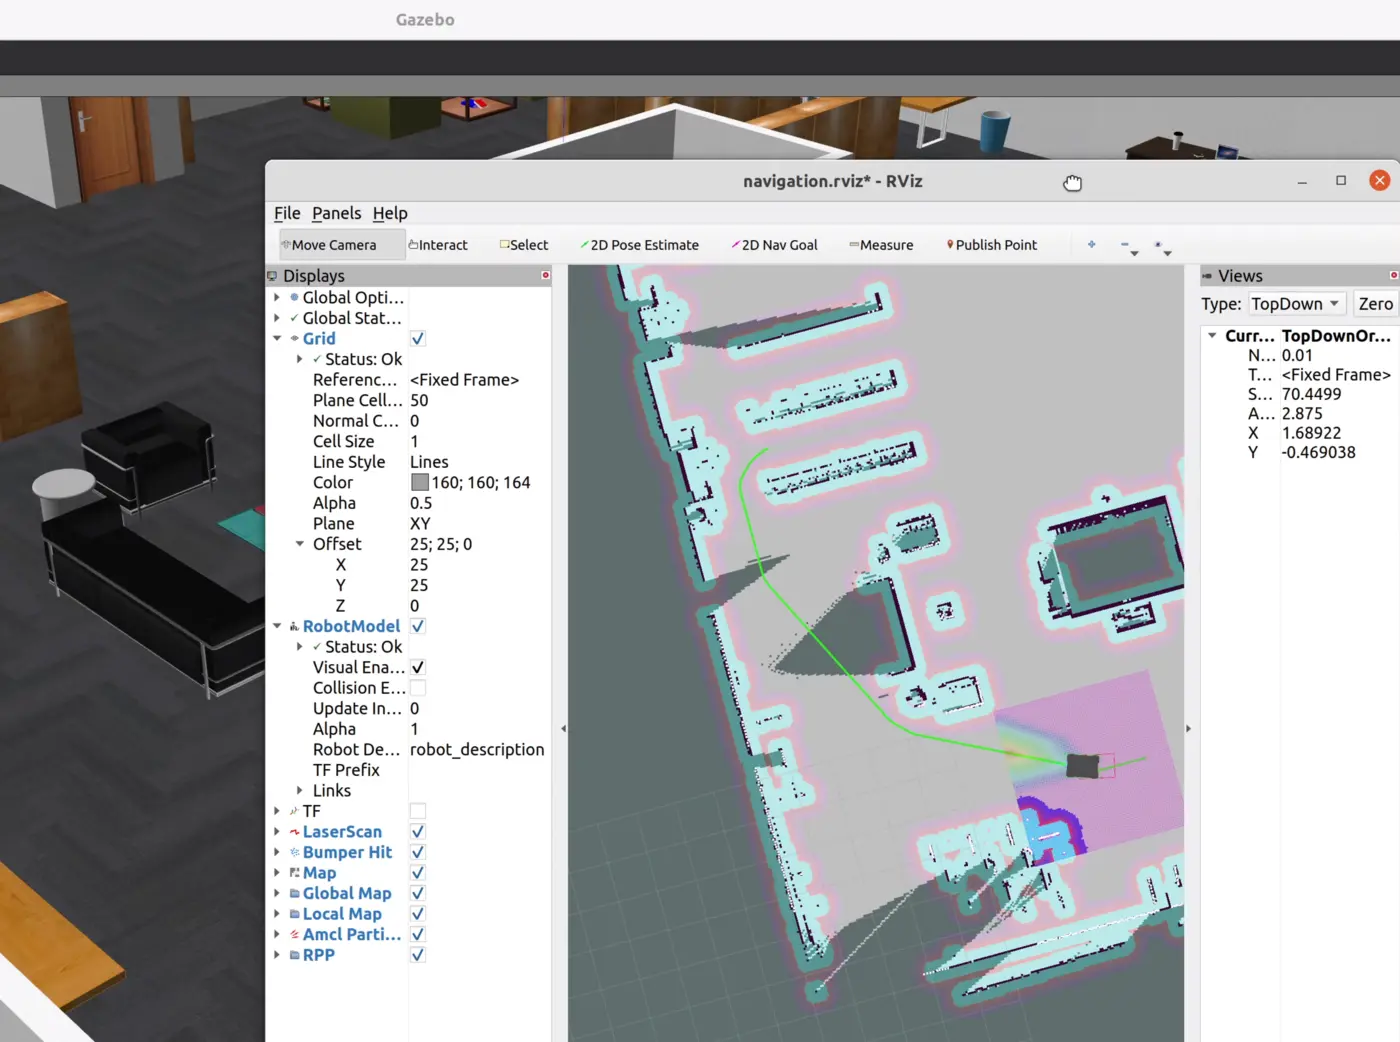 Gazebo
navigation.rviz* - RViz
File Panels Help
Move Camera Interact Select 2D Pose Estimate 2D Nav Goal Measure Publish Point
Displays
Global Opti...
Global Stat...
Grid
Status: Ok
Referenc... <Fixed Frame>
Plane Cell... 50
Normal C... 0
Cell Size 1
Line Style Lines
Color 160; 160; 164
Alpha 0.5
Plane XY
Offset 25; 25; 0
X 25
Y 25
Z 0
RobotModel
Status: Ok
Visual Ena...
Collision E...
Update In... 0
Alpha 1
Robot De... robot_description
TF Prefix
Links
TF
LaserScan
Bumper Hit
Map
Global Map
Local Map
Amcl Parti...
RPP
Views
Type: TopDown Zero
Curr... TopDownOr...
N... 0.01
T... <Fixed Frame>
S... 70.4499
A... 2.875
X 1.68922
Y -0.469038